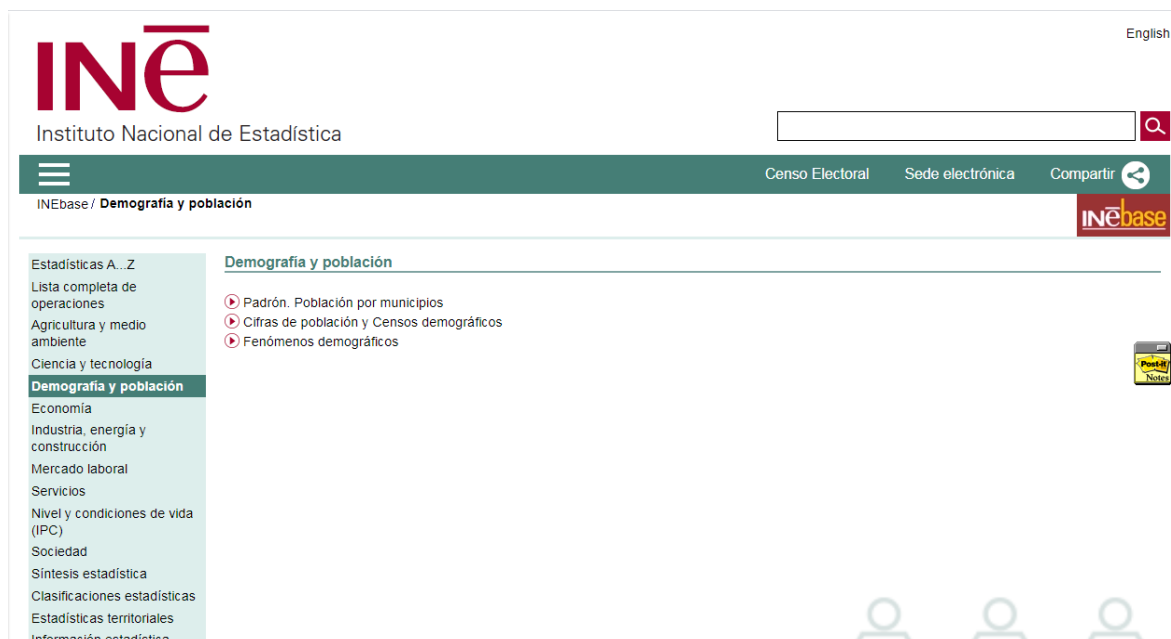 English
INe
Instituto Nacional de Estadística
Censo Electoral
Sede electrónica
Compartir
INEbase / Demografía y población
INebase
Estadísticas A...Z
Lista completa de
operaciones
Agricultura y medio
ambiente
Ciencia y tecnología
Demografía y población
Economía
Industria, energía y
construcción
Mercado laboral
Servicios
Nivel y condiciones de vida
(IPC)
Sociedad
Síntesis estadística
Clasificaciones estadísticas
Estadísticas territoriales
Información estadística
Demografía y población
Padrón. Población por municipios
Cifras de población y Censos demográficos
Fenómenos demográficos
Post-it
Notes